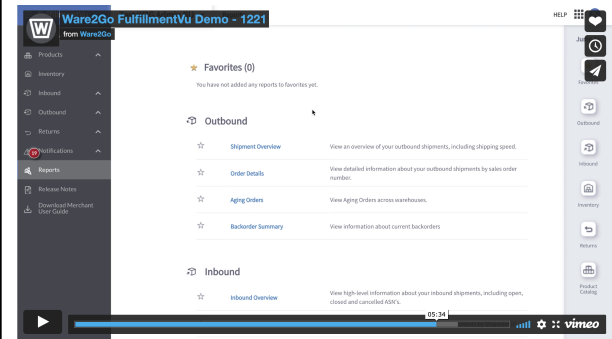 Ware2Go FulfillmentVu Demo - 1221
from Ware2Go
HELP
Products
Inventory
Inbound
Outbound
Returns
19
Notifications
Reports
Release Notes
Download Merchant
User Guide
Favorites (0)
You have not added any reports to favorites yet.
Outbound
Shipment Overview
View an overview of your outbound shipments, including shipping speed.
Order Details
View detailed information about your outbound shipments by sales order
number.
Aging Orders
View Aging Orders across warehouses.
Backorder Summary
View information about current backorders
Inbound
Inbound Overview
View high-level information about your inbound shipments, including open,
closed and cancelled ASN's.
Favorites
Outbound
Inbound
Inventory
Returns
Product
Catalog
05:34
vimeo